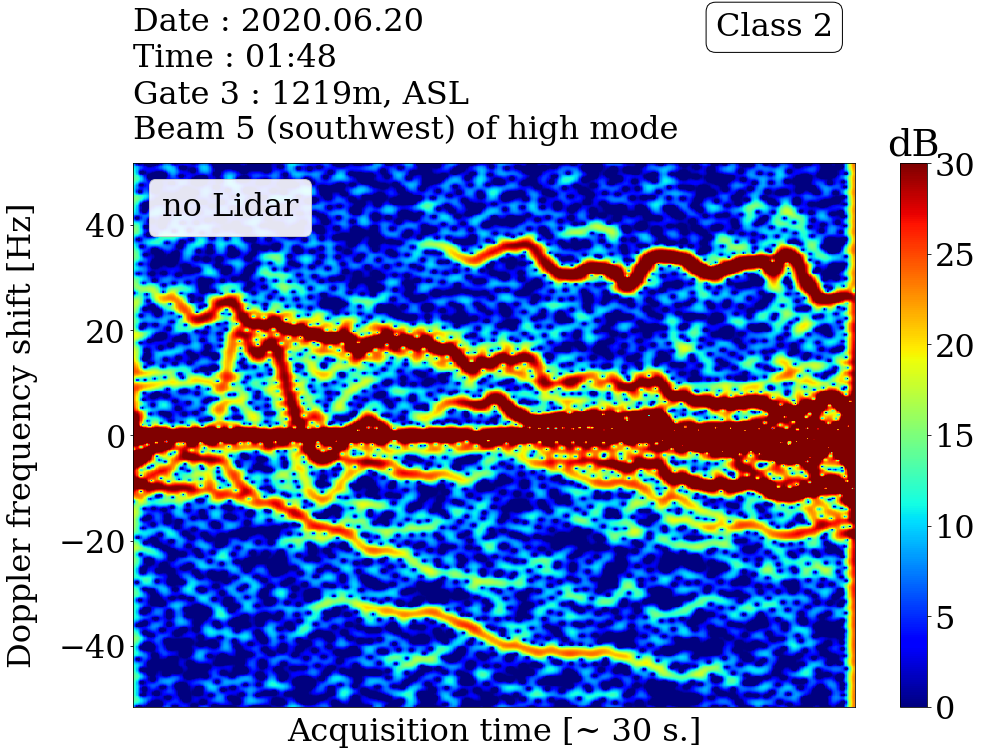 Date : 2020.06.20
Time : 01:48
Gate 3 : 1219m, ASL
Beam 5 (southwest) of high mode
Class 2
dB
no Lidar
Doppler frequency shift [Hz]
40
20
0
−20
−40
30
25
20
15
10
5
0
Acquisition time [~ 30 s.]